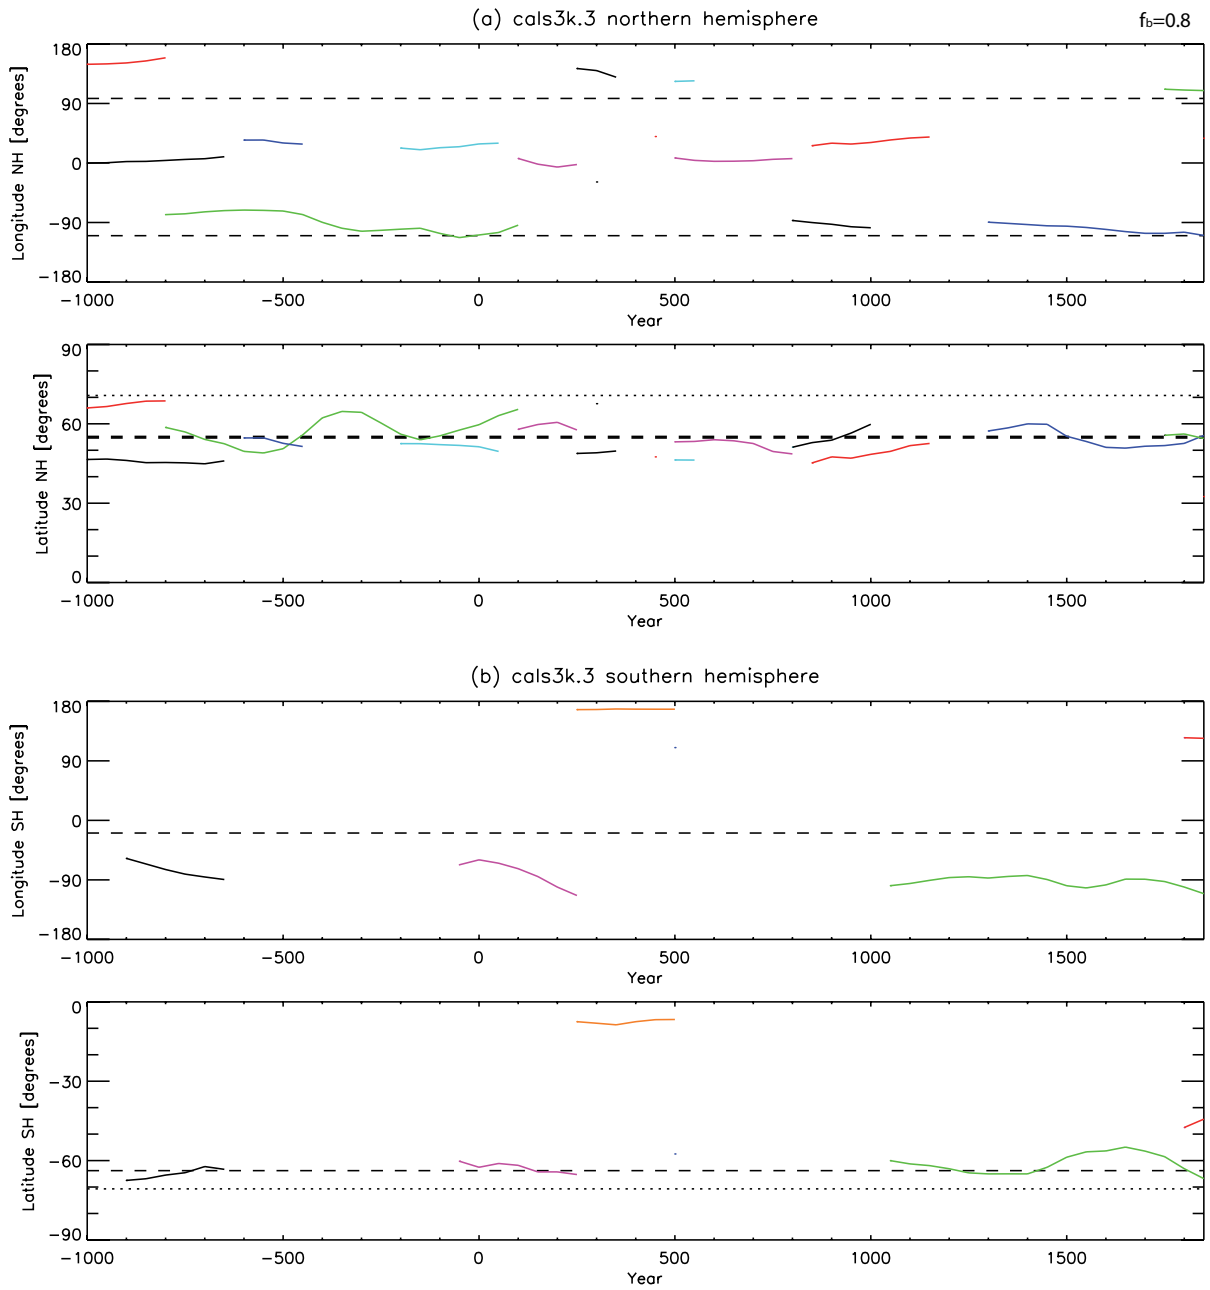 (a) cals3k.3 northern hemisphere
fb=0.8
Longitude NH [degrees]
180
90
0
−90
−180
−1000 −500 0 500 1000 1500
Year
Latitude NH [degrees]
90
60
30
0
−1000 −500 0 500 1000 1500
Year
(b) cals3k.3 southern hemisphere
Longitude SH [degrees]
180
90
0
−90
−180
−1000 −500 0 500 1000 1500
Year
Latitude SH [degrees]
0
−30
−60
−90
−1000 −500 0 500 1000 1500
Year